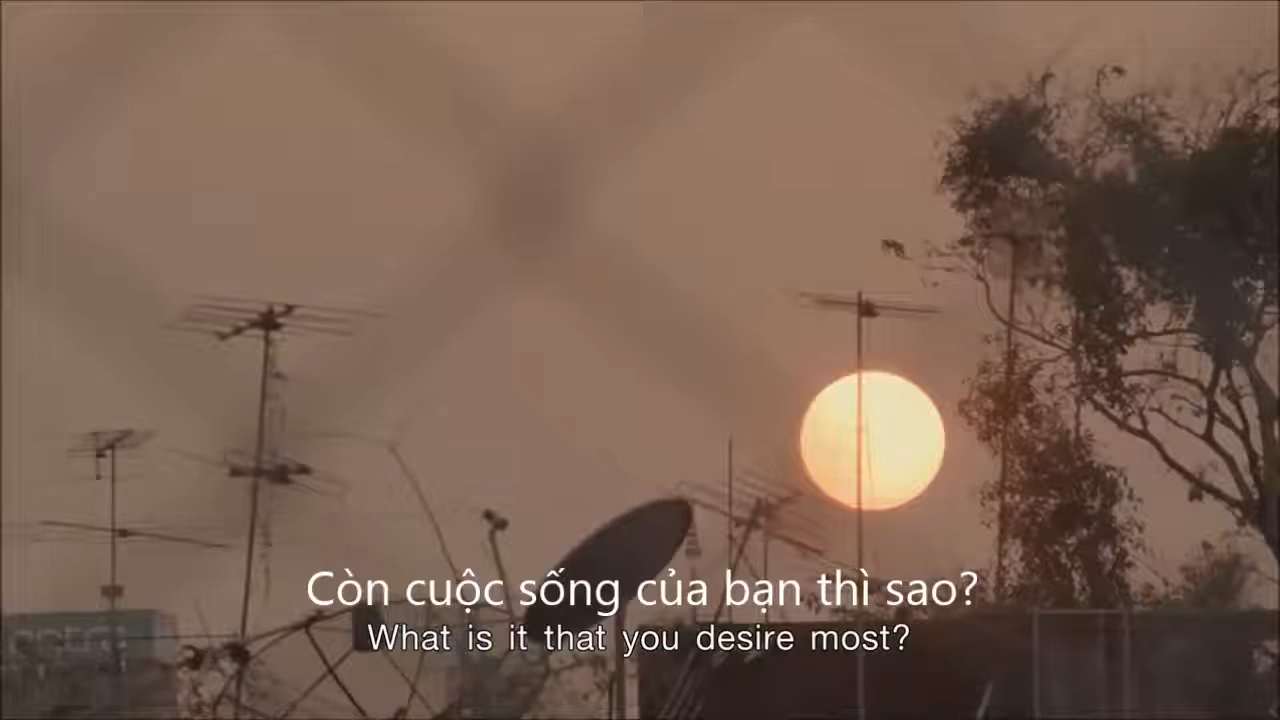 Còn cuộc sống của bạn thì sao?
What is it that you desire most?